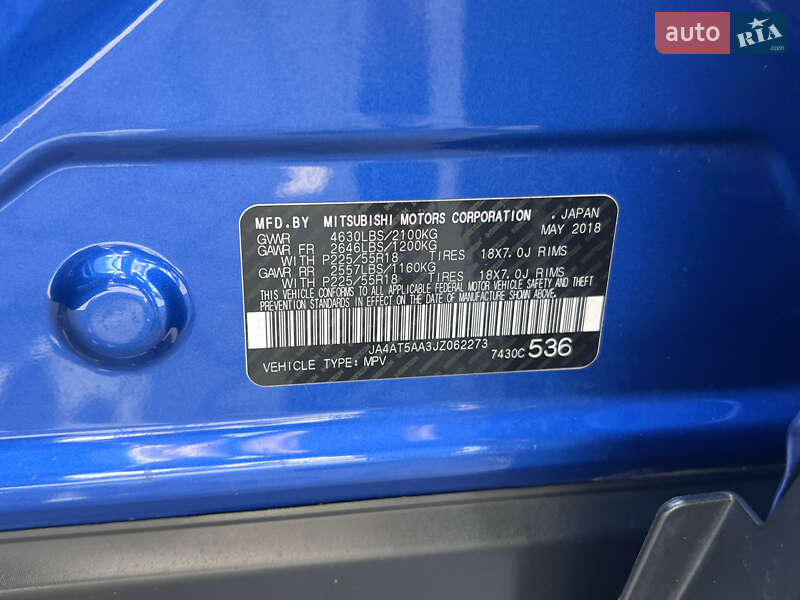 auto RIA.com
MFD.BY MITSUBISHI MOTORS CORPORATION , JAPAN
GVWR 4630LBS/2100KG MAY 2018
GAWR FR 2646LBS/1200KG
WITH P225/55R18 TIRES 18X7.0J RIMS
GAWR RR 2557LBS/1160KG
WITH P225/55R18 TIRES 18X7.0J RIMS
THIS VEHICLE CONFORMS TO ALL APPLICABLE FEDERAL MOTOR VEHICLE SAFETY AND THEFT
PREVENTION STANDARDS IN EFFECT ON THE DATE OF MANUFACTURE SHOWN ABOVE.
JA4AT5AA3JZ062273
VEHICLE TYPE: MPV 7430C 536